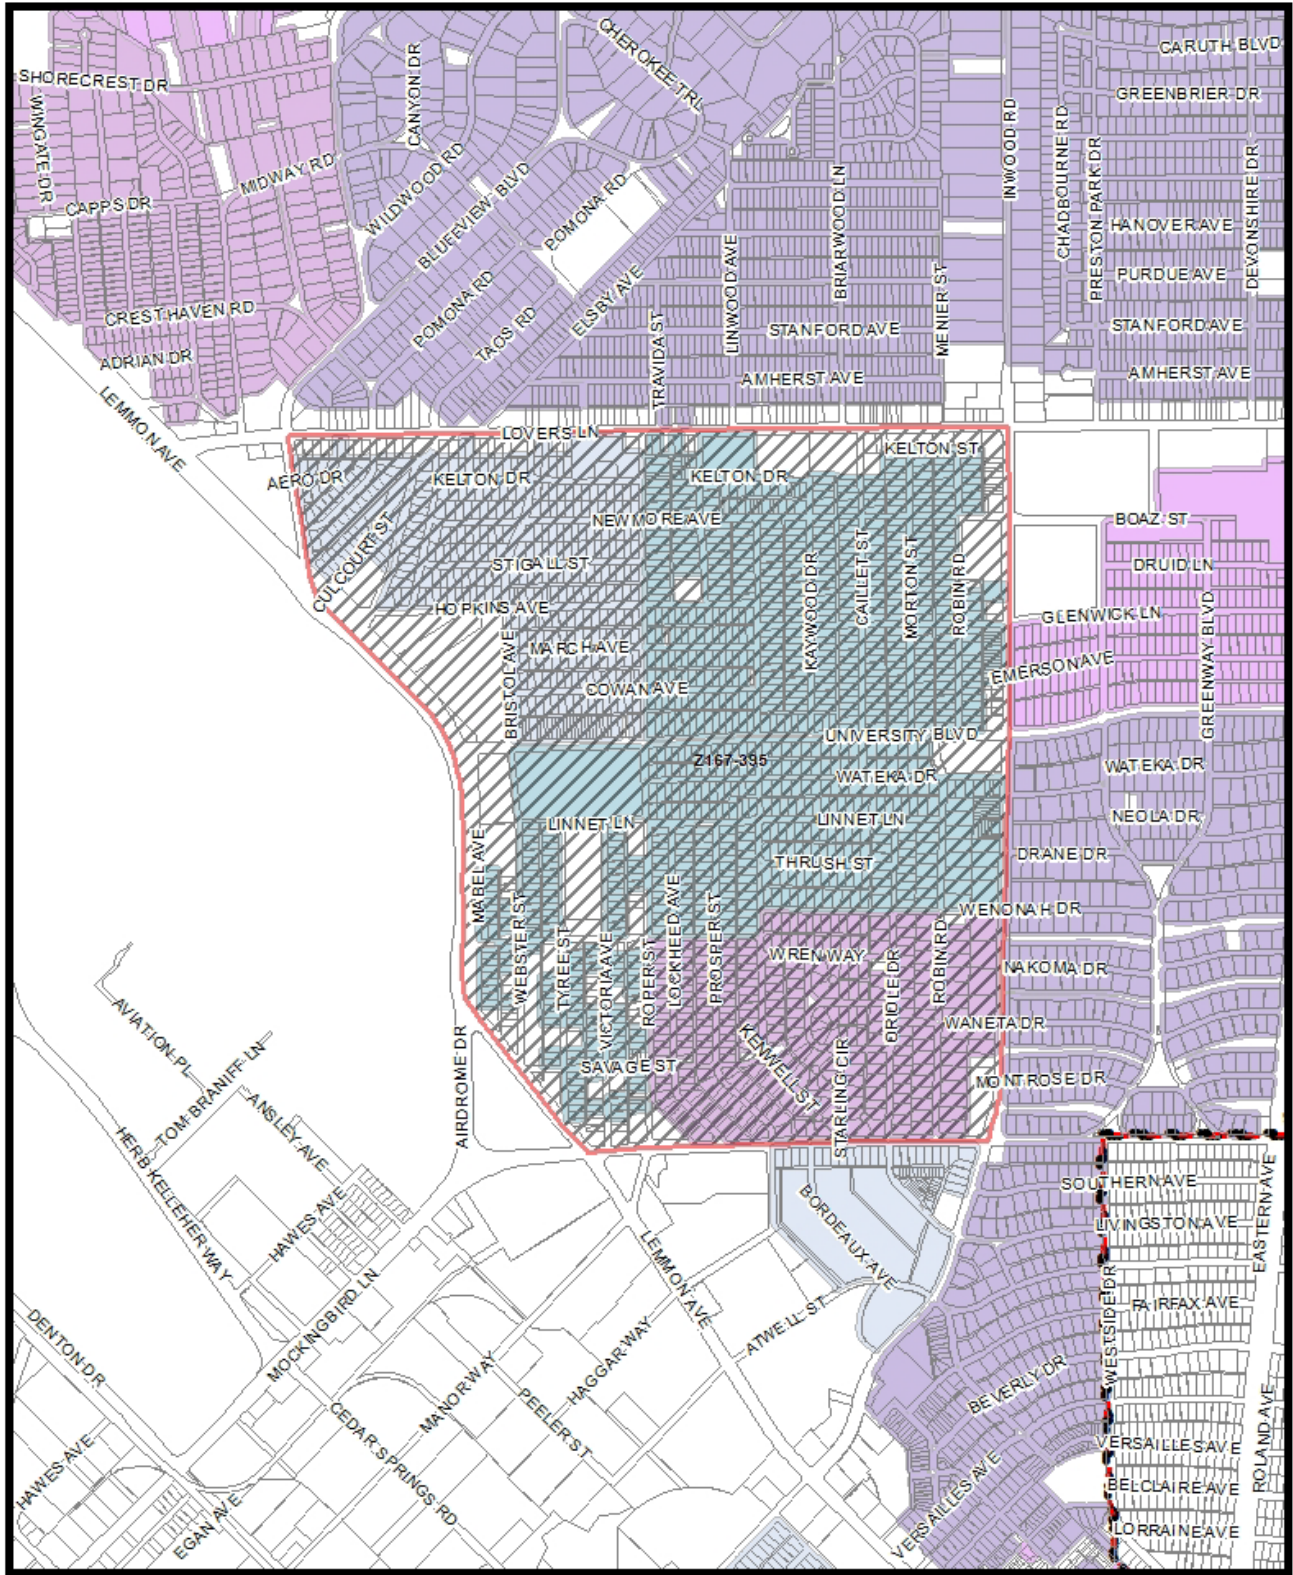 CARUTH BLVD
CHEROKEE TRL
CANYON DR
SHORECREST DR
GREENBRIER DR
WINGATE DR
INWOOD RD
CHADBOURNE RD
PRESTON PARK DR
DEVONSHIRE DR
MIDWAY RD
WILDWOOD RD
BLUFFVIEW BLVD
POMONA RD
BRIARWOOD LN
CAPPS DR
HANOVER AVE
PURDUE AVE
LINWOOD AVE
MENIER ST
ELSBY AVE
POMONA RD
TAOS RD
CREST HAVEN RD
TRAVIDA ST
STANFORD AVE
STANFORD AVE
ADRIAN DR
AMHERST AVE
AMHERST AVE
LEMMON AVE
LOVERS LN
KELTON ST
AERO DR
KELTON DR
KELTON DR
NEWMORE AVE
BOAZ ST
CULCOURT ST
STIGALL ST
KAYWOOD DR
CAILLET ST
MORTON ST
ROBIN RD
DRUID LN
HOPKINS AVE
GLENWICK LN
GREENWAY BLVD
BRISTOL AVE
MARCH AVE
EMERSON AVE
COWAN AVE
UNIVERSITY BLVD
Z167-395
WATEKA DR
WATEKA DR
LINNET LN
LINNET LN
NEOLA DR
MABEL AVE
THRUSH ST
DRANE DR
WEBSTER ST
TYREE ST
VICTORIA AVE
ROPER ST
LOCKHEED AVE
PROSPER ST
WENONAH DR
WREN WAY
ORIOLE DR
ROBIN RD
NAKOMA DR
AVIATION PL
WANETA DR
AIRDROME DR
SAVAGE ST
KENWELL ST
STARLING CIR
MONTROSE DR
TOM BRANIFF LN
ANSLEY AVE
HERB KELLEHER WAY
HAWES AVE
SOUTHERN AVE
EASTERN AVE
BORDEAUX AVE
LIVINGSTON AVE
LEMMON AVE
WESTSIDE DR
FAIRFAX AVE
MOCKINGBIRD LN
DENTON DR
HAGGAR WAY
ATWELL ST
MANOR WAY
PEELER ST
BEVERLY DR
CEDAR SPRINGS RD
ROLAND AVE
VERSAILLES AVE
HAWES AVE
VERSAILLES AVE
BELCLAIRE AVE
EGAN AVE
LORRAINE AVE